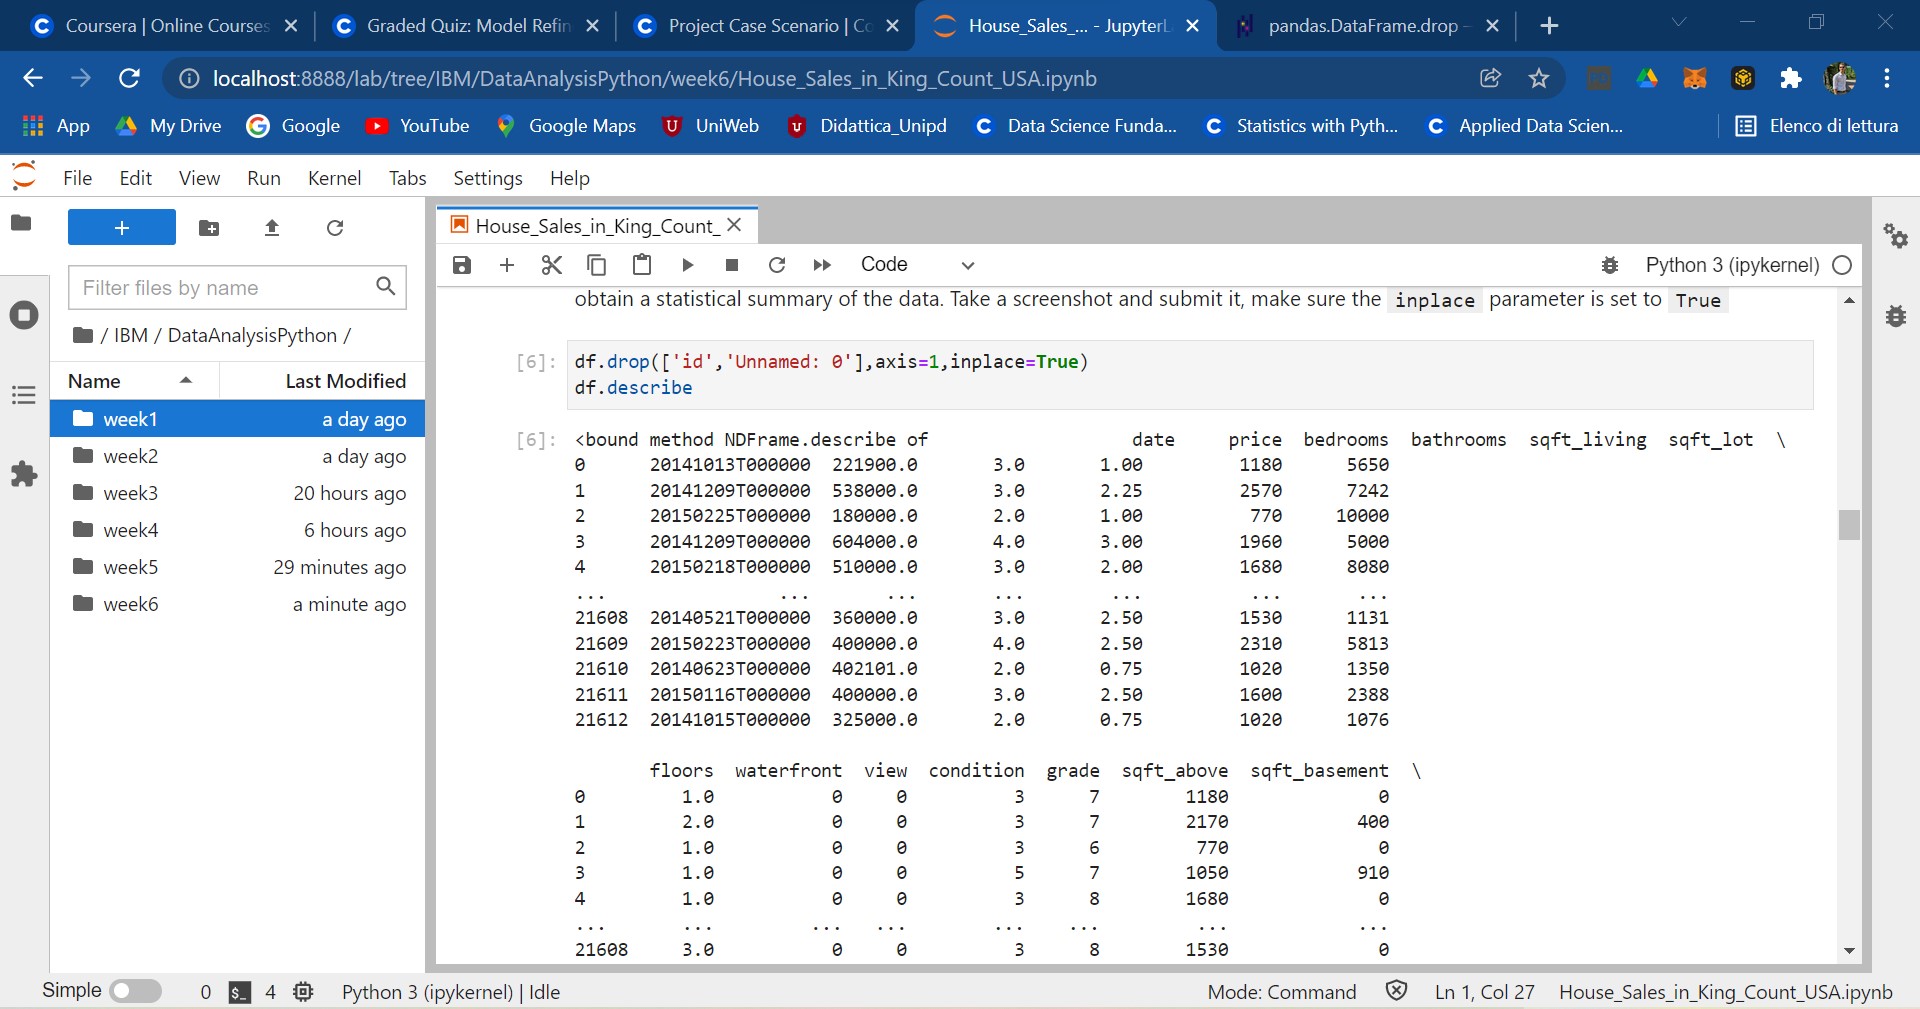 Coursera | Online Courses
Graded Quiz: Model Refin
Project Case Scenario | Co
House_Sales_... - JupyterL
pandas.DataFrame.drop –
localhost:8888/lab/tree/IBM/DataAnalysisPython/week6/House_Sales_in_King_Count_USA.ipynb
App My Drive Google YouTube Google Maps UniWeb Didattica_Unipd Data Science Funda... Statistics with Pyth... Applied Data Scien... Elenco di lettura
File Edit View Run Kernel Tabs Settings Help
House_Sales_in_King_Count_
Code
Python 3 (ipykernel)
Filter files by name
/ IBM / DataAnalysisPython /
Name Last Modified
week1 a day ago
week2 a day ago
week3 20 hours ago
week4 6 hours ago
week5 29 minutes ago
week6 a minute ago
obtain a statistical summary of the data. Take a screenshot and submit it, make sure the inplace parameter is set to True
[6]: df.drop(['id','Unnamed: 0'],axis=1,inplace=True)
df.describe
[6]: <bound method NDFrame.describe of date price bedrooms bathrooms sqft_living sqft_lot \
0 20141013T000000 221900.0 3.0 1.00 1180 5650
1 20141209T000000 538000.0 3.0 2.25 2570 7242
2 20150225T000000 180000.0 2.0 1.00 770 10000
3 20141209T000000 604000.0 4.0 3.00 1960 5000
4 20150218T000000 510000.0 3.0 2.00 1680 8080
... ... ... ... ... ... ...
21608 20140521T000000 360000.0 3.0 2.50 1530 1131
21609 20150223T000000 400000.0 4.0 2.50 2310 5813
21610 20140623T000000 402101.0 2.0 0.75 1020 1350
21611 20150116T000000 400000.0 3.0 2.50 1600 2388
21612 20141015T000000 325000.0 2.0 0.75 1020 1076
floors waterfront view condition grade sqft_above sqft_basement \
0 1.0 0 0 3 7 1180 0
1 2.0 0 0 3 7 2170 400
2 1.0 0 0 3 6 770 0
3 1.0 0 0 5 7 1050 910
4 1.0 0 0 3 8 1680 0
... ... ... ... ... ... ... ...
21608 3.0 0 0 3 8 1530 0
Simple 0 $_ 4 Python 3 (ipykernel) | Idle Mode: Command Ln 1, Col 27 House_Sales_in_King_Count_USA.ipynb